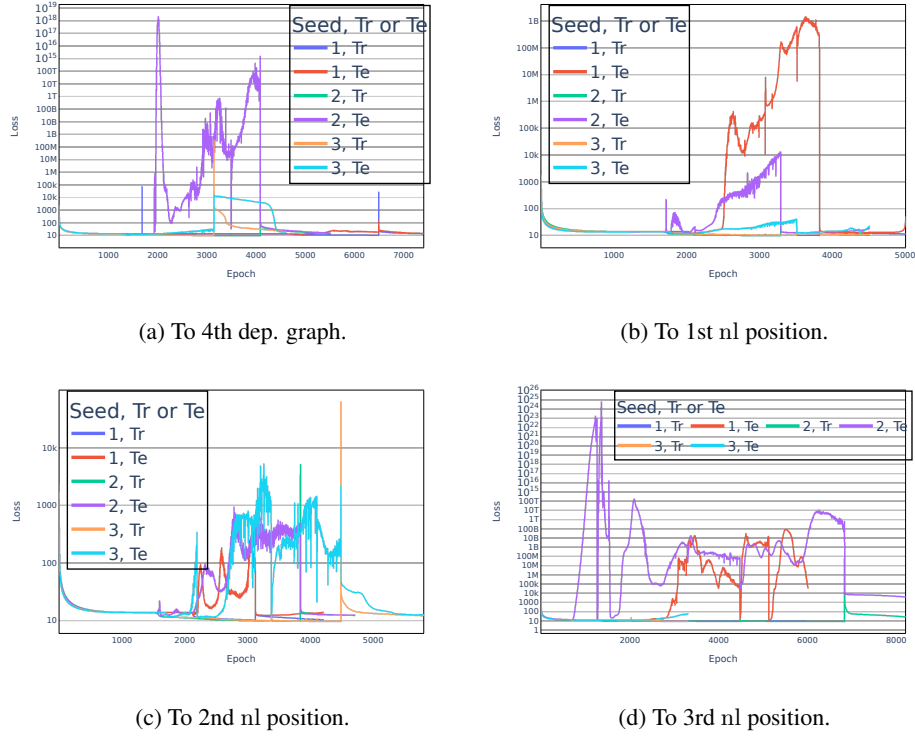 10^19
10^18
10^17
10^16
10^15
100T
10T
1T
100B
10B
1B
100M
10M
1M
100k
10k
1000
100
10
Loss
1000 2000 3000 4000 5000 6000 7000
Epoch
Seed, Tr or Te
1, Tr
1, Te
2, Tr
2, Te
3, Tr
3, Te
(a) To 4th dep. graph.
1B
100M
10M
1M
100k
10k
1000
100
10
Loss
1000 2000 3000 4000 5000
Epoch
Seed, Tr or Te
1, Tr
1, Te
2, Tr
2, Te
3, Tr
3, Te
(b) To 1st nl position.
10k
1000
100
10
Loss
1000 2000 3000 4000 5000
Epoch
Seed, Tr or Te
1, Tr
1, Te
2, Tr
2, Te
3, Tr
3, Te
(c) To 2nd nl position.
10^26
10^25
10^24
10^23
10^22
10^21
10^20
10^19
10^18
10^17
10^16
10^15
100T
10T
1T
100B
10B
1B
100M
10M
1M
100k
10k
1000
100
10
1
Loss
2000 4000 6000 8000
Epoch
Seed, Tr or Te
1, Tr 1, Te 2, Tr 2, Te
3, Tr 3, Te
(d) To 3rd nl position.